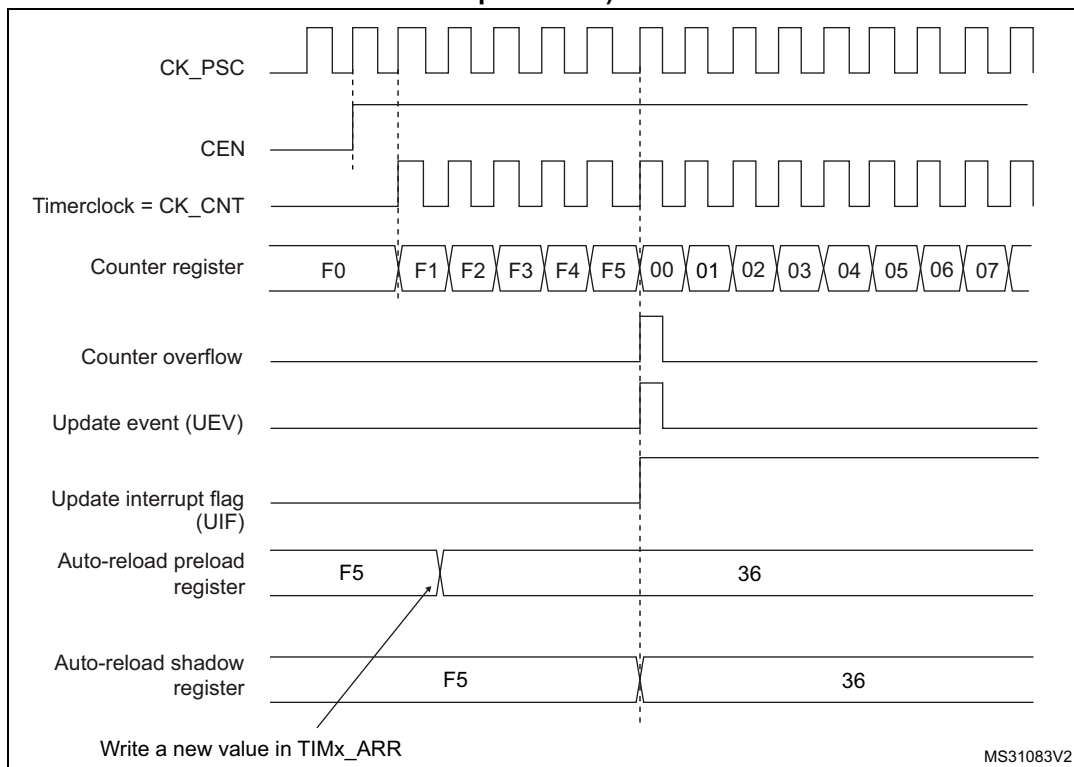 CK_PSC
CEN
Timerclock = CK_CNT
Counter register
F0 F1 F2 F3 F4 F5 00 01 02 03 04 05 06 07
Counter overflow
Update event (UEV)
Update interrupt flag
(UIF)
Auto-reload preload
register
F5 36
Auto-reload shadow
register
F5 36
Write a new value in TIMx_ARR
MS31083V2